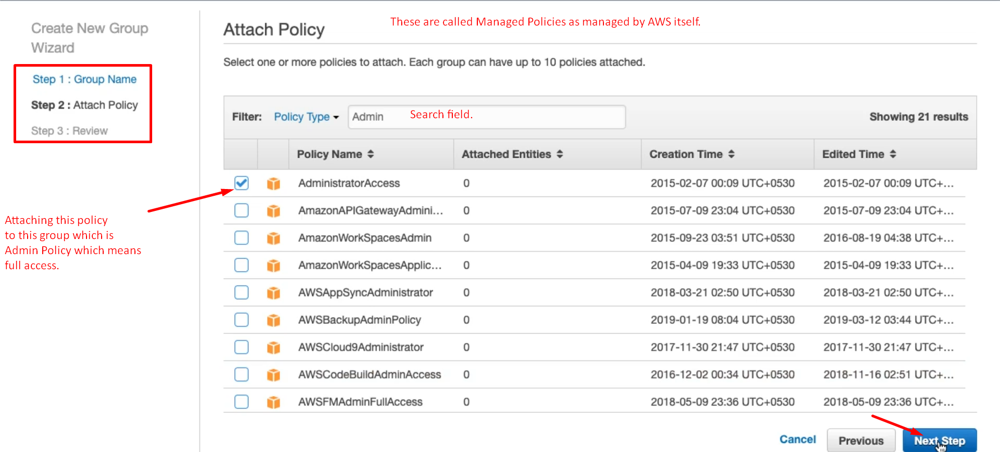 Create New Group
Wizard
Step 1 : Group Name
Step 2 : Attach Policy
Step 3 : Review
Attaching this policy
to this group which is
Admin Policy which means
full access.
Attach Policy
These are called Managed Policies as managed by AWS itself.
Select one or more policies to attach. Each group can have up to 10 policies attached.
Filter: Policy Type Admin Search field. Showing 21 results
Policy Name Attached Entities Creation Time Edited Time
AdministratorAccess 0 2015-02-07 00:09 UTC+0530 2015-02-07 00:09 UTC+...
AmazonAPIGatewayAdmini... 0 2015-07-09 23:04 UTC+0530 2015-07-09 23:04 UTC+...
AmazonWorkSpacesAdmin 0 2015-09-23 03:51 UTC+0530 2016-08-19 04:38 UTC+...
AmazonWorkSpacesApplic... 0 2015-04-09 19:33 UTC+0530 2015-04-09 19:33 UTC+...
AWSAppSyncAdministrator 0 2018-03-21 02:50 UTC+0530 2018-03-21 02:50 UTC+...
AWSBackupAdminPolicy 0 2019-01-19 08:04 UTC+0530 2019-03-12 03:44 UTC+...
AWSCloud9Administrator 0 2017-11-30 21:47 UTC+0530 2017-11-30 21:47 UTC+...
AWSCodeBuildAdminAccess 0 2016-12-02 00:34 UTC+0530 2018-11-16 02:51 UTC+...
AWSFMAdminFullAccess 0 2018-05-09 23:36 UTC+0530 2018-05-09 23:36 UTC+...
Cancel Previous Next Step